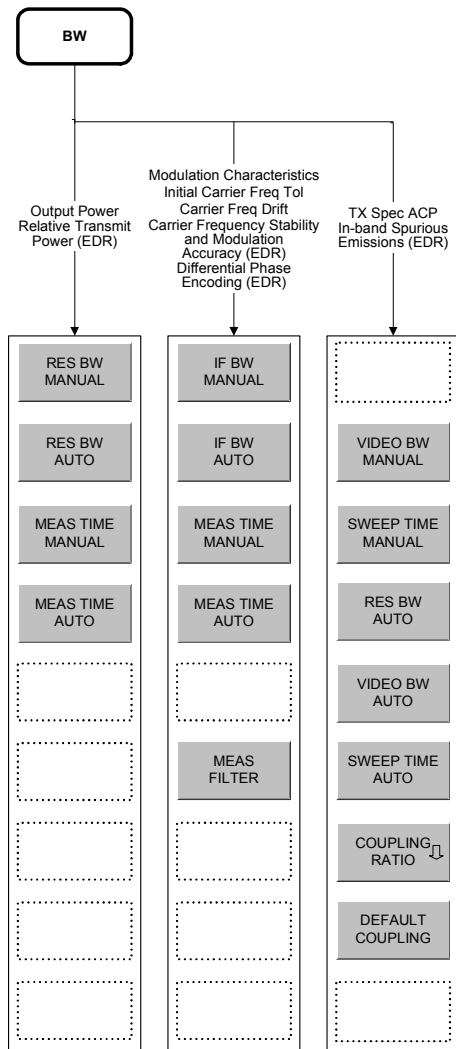 BW
Output Power
Relative Transmit
Power (EDR)
Modulation Characteristics
Initial Carrier Freq Tol
Carrier Freq Drift
Carrier Frequency Stability
and Modulation
Accuracy (EDR)
Differential Phase
Encoding (EDR)
TX Spec ACP
In-band Spurious
Emissions (EDR)
RES BW
MANUAL
RES BW
AUTO
MEAS TIME
MANUAL
MEAS TIME
AUTO
IF BW
MANUAL
IF BW
AUTO
MEAS TIME
MANUAL
MEAS TIME
AUTO
MEAS
FILTER
VIDEO BW
MANUAL
SWEEP TIME
MANUAL
RES BW
AUTO
VIDEO BW
AUTO
SWEEP TIME
AUTO
COUPLING
RATIO
DEFAULT
COUPLING